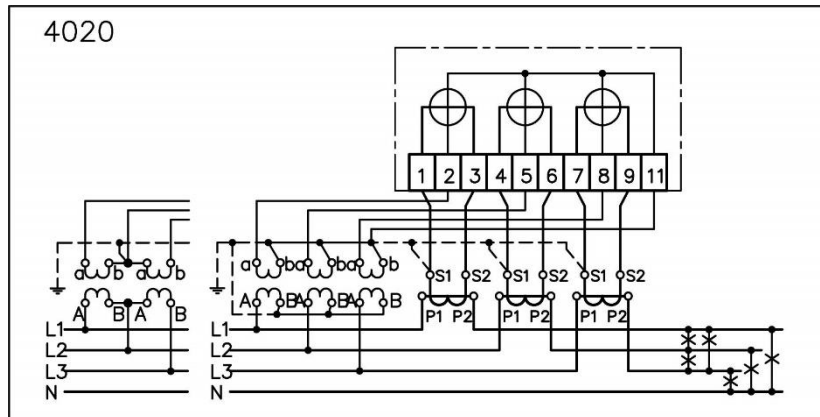 4020
1 2 3 4 5 6 7 8 9 11
a b a b a b a b a b S1 S2 S1 S2 S1 S2
A B A B A B A B A B P1 P2 P1 P2 P1 P2
L1 L1
L2 L2
L3 L3
N N